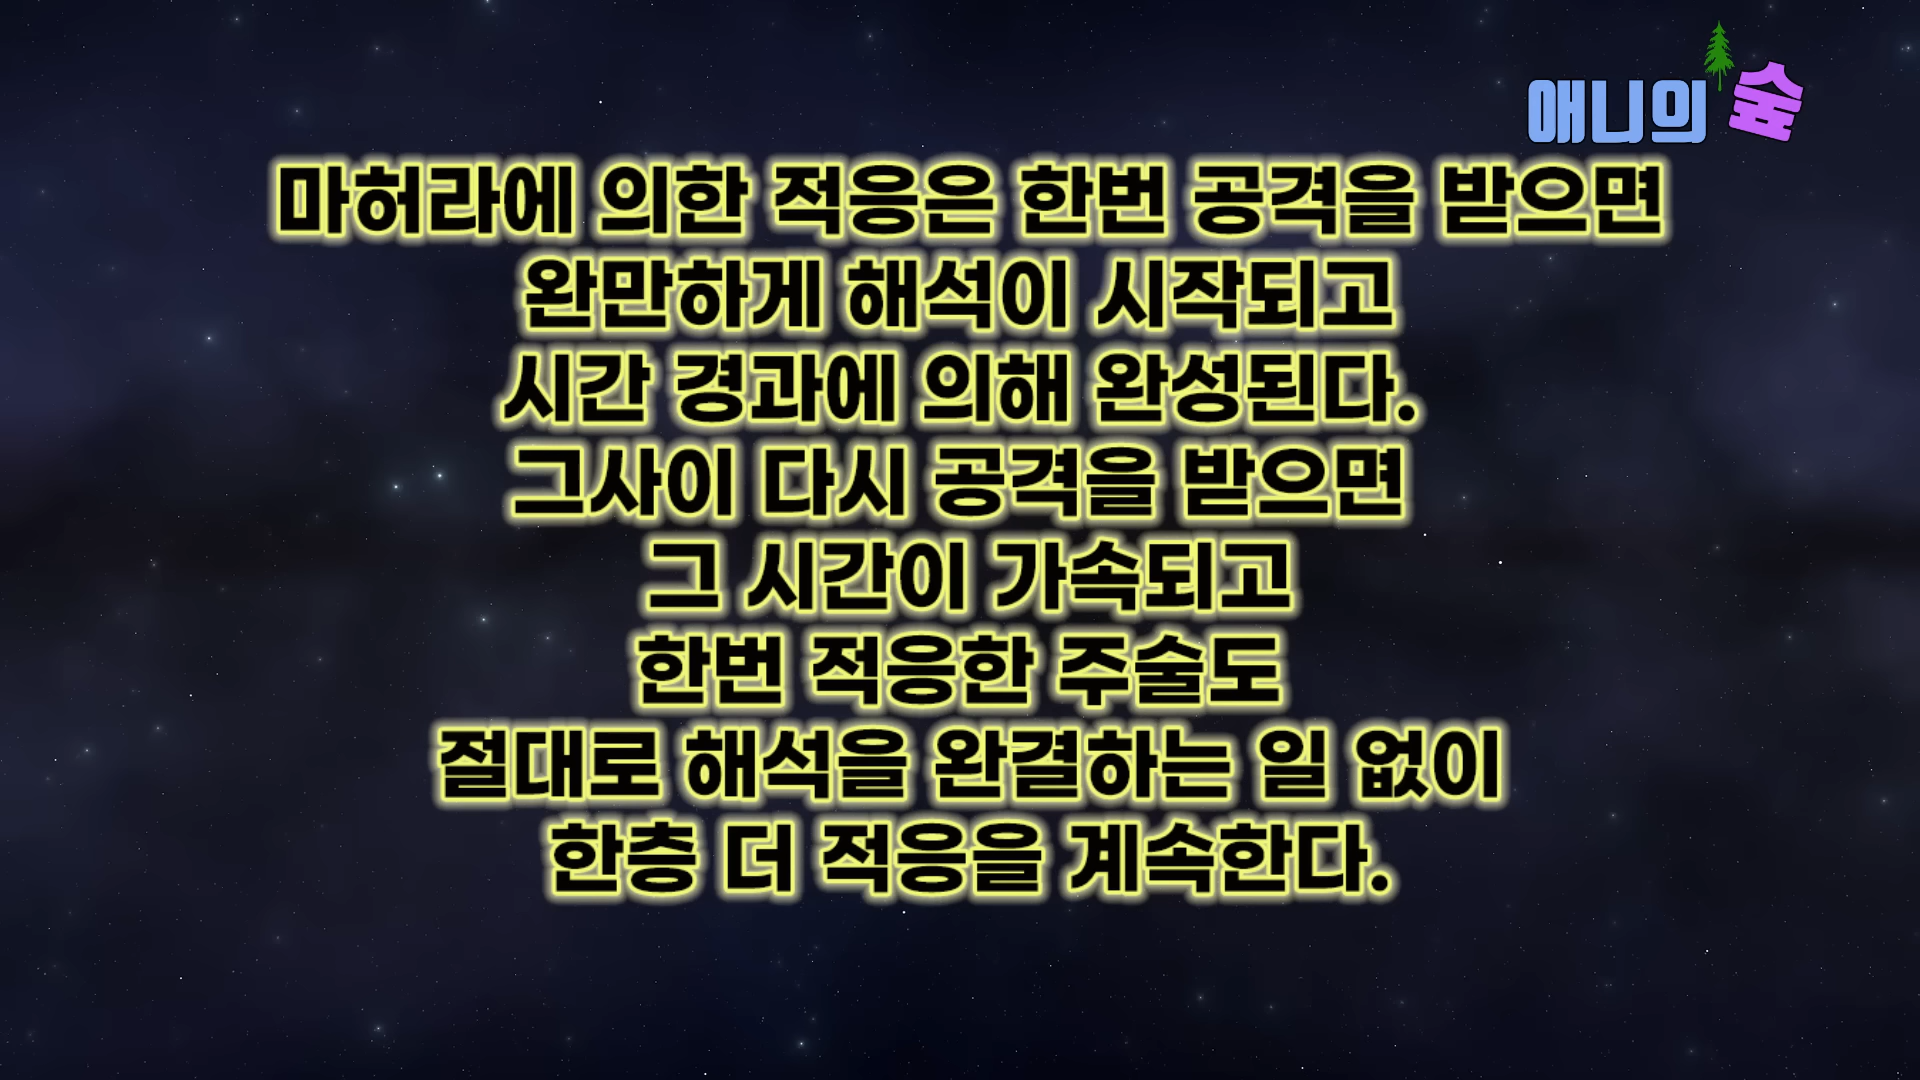 애니의 숲
마허라에 의한 적응은 한번 공격을 받으면
완만하게 해석이 시작되고
시간 경과에 의해 완성된다.
그사이 다시 공격을 받으면
그 시간이 가속되고
한번 적응한 주술도
절대로 해석을 완결하는 일 없이
한층 더 적응을 계속한다.